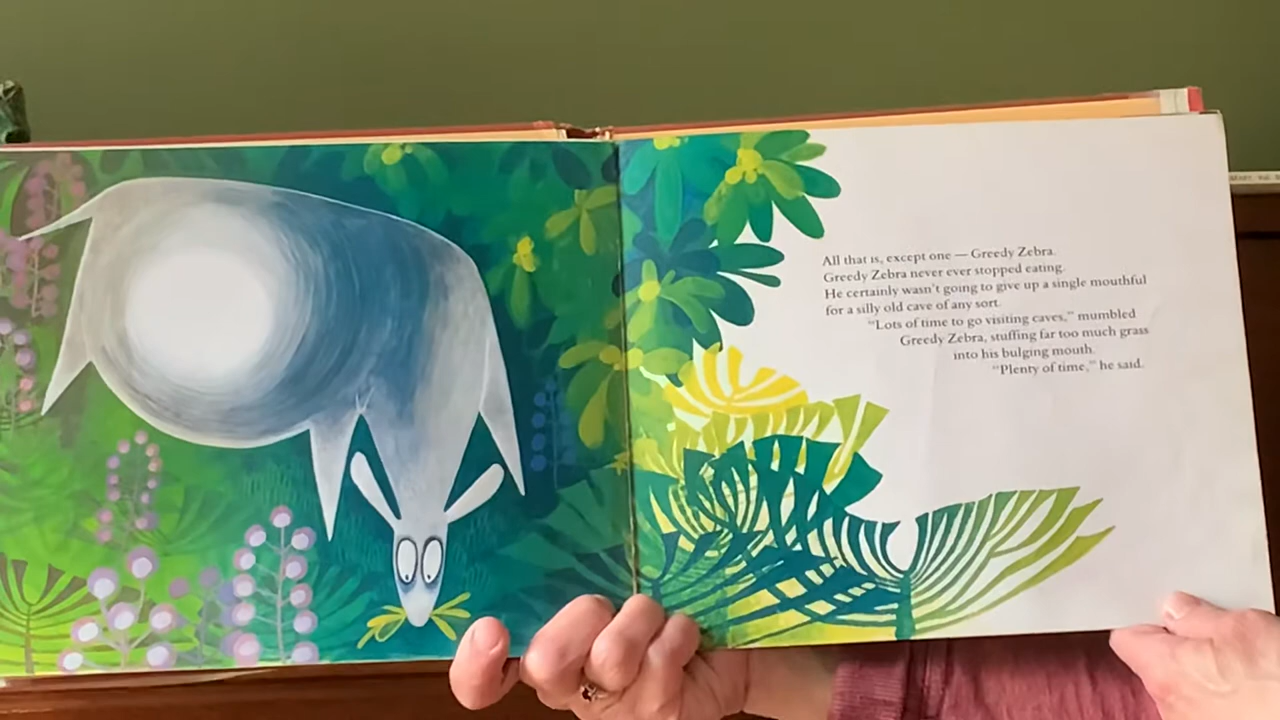 All that is, except one — Greedy Zebra.
Greedy Zebra never ever stopped eating.
He certainly wasn't going to give up a single mouthful
for a silly old cave of any sort.
"Lots of time to go visiting caves," mumbled
Greedy Zebra, stuffing far too much grass
into his bulging mouth.
"Plenty of time," he said.